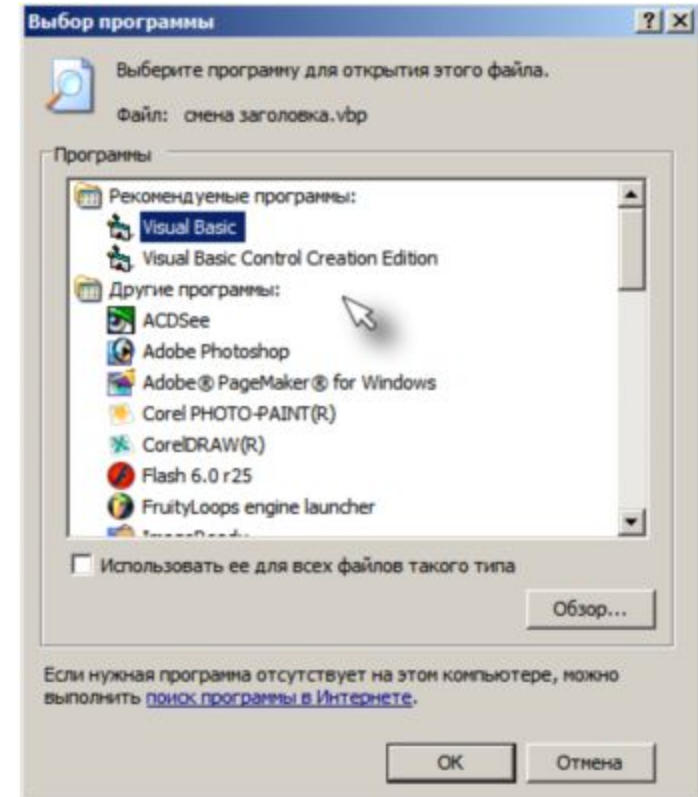 Выбор программы
Выберите программу для открытия этого файла.
Файл: смена заголовка.vbp
Программы
Рекомендуемые программы:
Visual Basic
Visual Basic Control Creation Edition
Другие программы:
ACDSee
Adobe Photoshop
Adobe® PageMaker® for Windows
Corel PHOTO-PAINT(R)
CorelDRAW(R)
Flash 6.0 r25
FruityLoops engine launcher
Использовать ее для всех файлов такого типа
Обзор...
Если нужная программа отсутствует на этом компьютере, можно
выполнить поиск программы в Интернете.
OK
Отмена